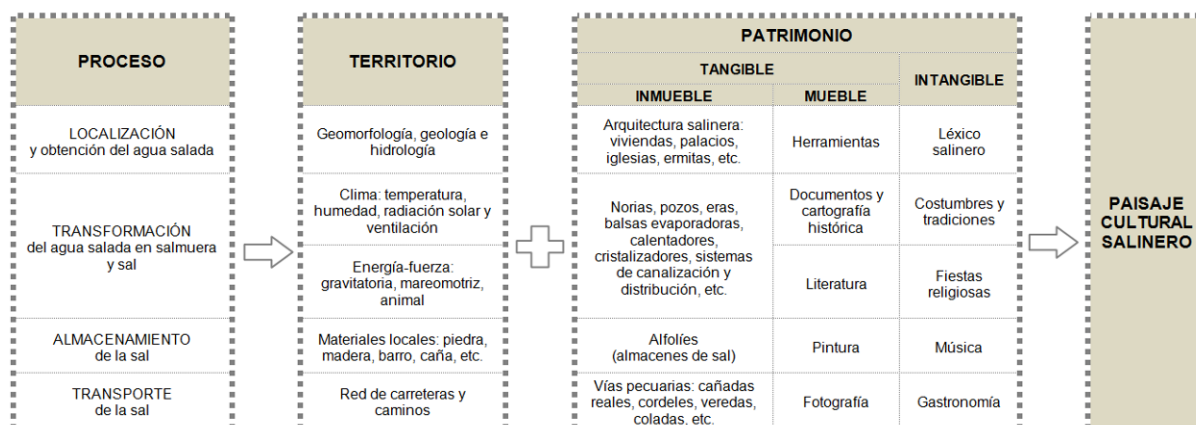 PROCESO
LOCALIZACIÓN
y obtención del agua salada
TRANSFORMACIÓN
del agua salada en salmuera
y sal
ALMACENAMIENTO
de la sal
TRANSPORTE
de la sal
TERRITORIO
Geomorfología, geología e
hidrología
Clima: temperatura,
humedad, radiación solar y
ventilación
Energía-fuerza:
gravitatoria, mareomotriz,
animal
Materiales locales: piedra,
madera, barro, caña, etc.
Red de carreteras y
caminos
PATRIMONIO
TANGIBLE
INMUEBLE
Arquitectura salinera:
viviendas, palacios,
iglesias, ermitas, etc.
Norias, pozos, eras,
balsas evaporadoras,
calentadores,
cristalizadores, sistemas
de canalización y
distribución, etc.
Alfolíes
(almacenes de sal)
Vías pecuarias: cañadas
reales, cordeles, veredas,
coladas, etc.
MUEBLE
Herramientas
Documentos y
cartografía
histórica
Literatura
Pintura
Fotografía
INTANGIBLE
Léxico
salinero
Costumbres y
tradiciones
Fiestas
religiosas
Música
Gastronomía
PAISAJE
CULTURAL
SALINERO